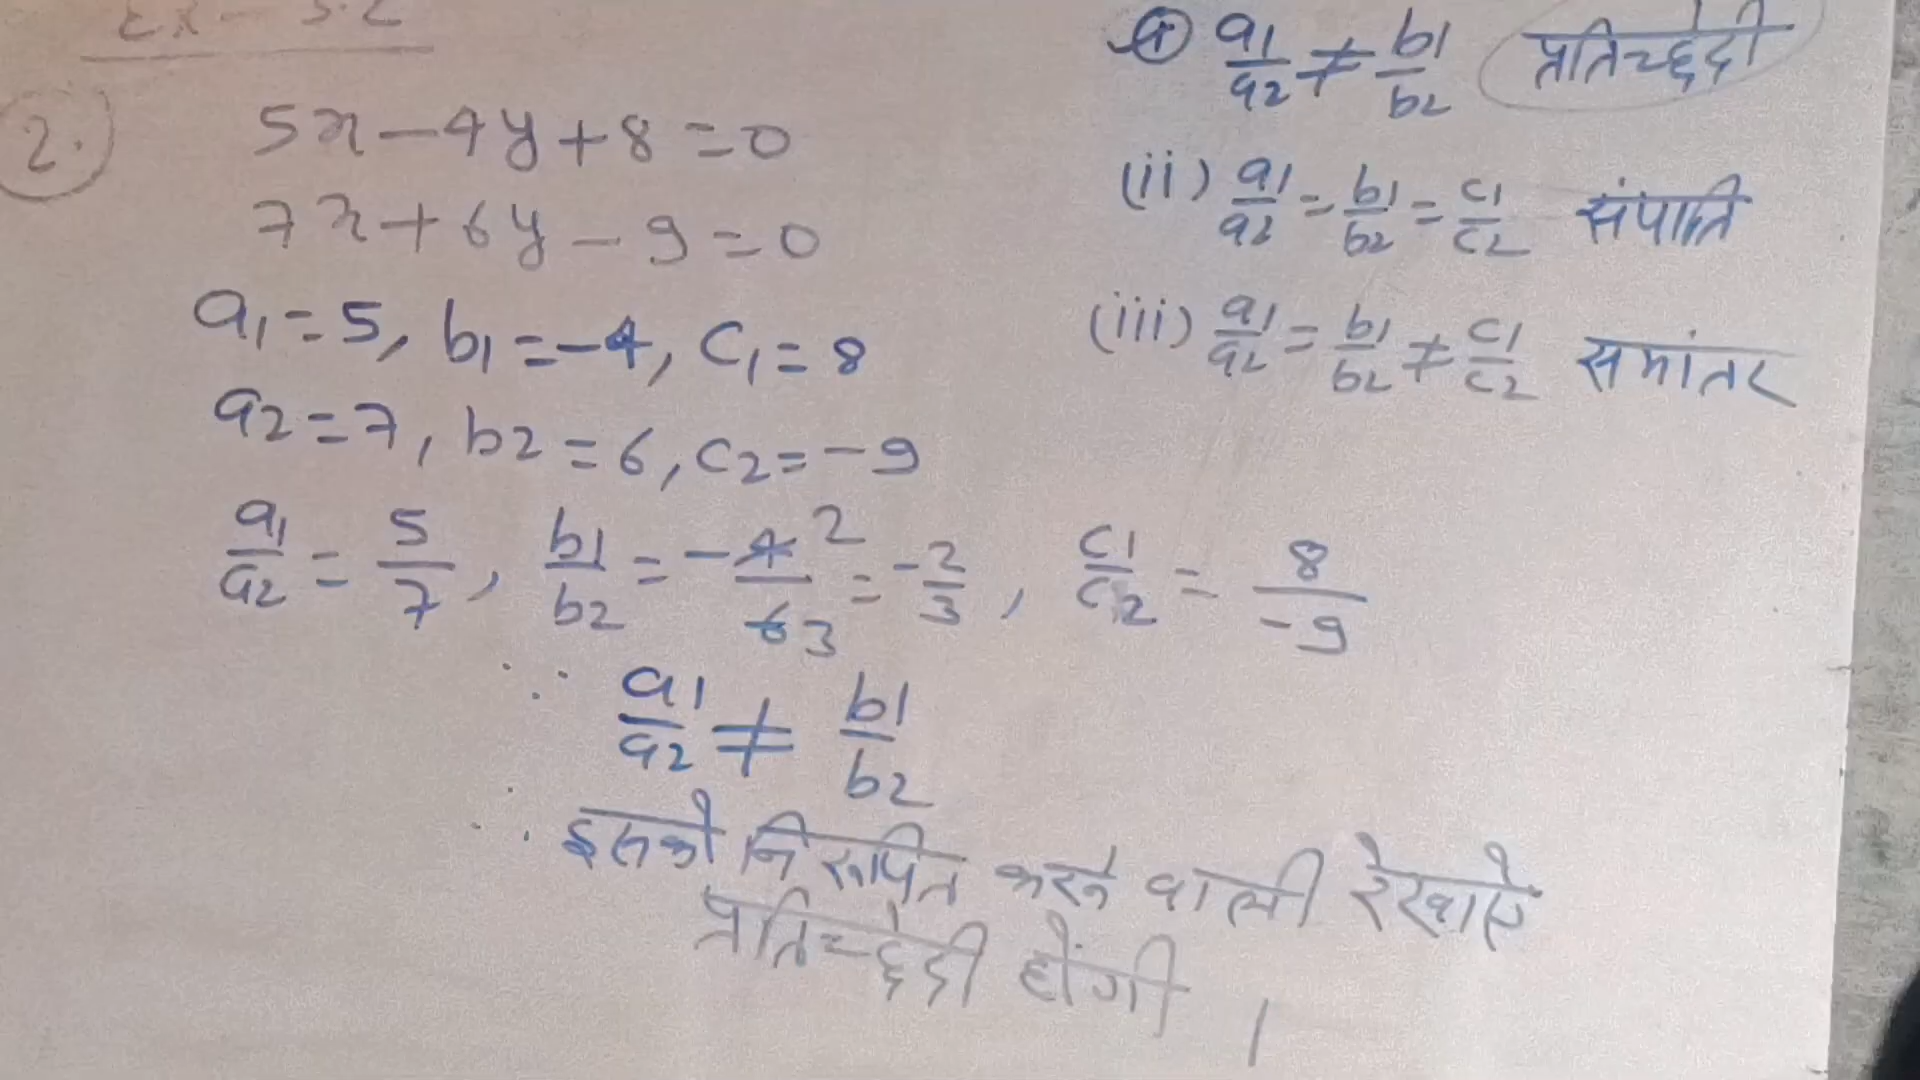 Ex - 3.2
2.
5x-4y+8=0
7x+6y-9=0
a1=5, b1=-4, C1=8
a2=7, b2=6, c2=-9
a1/a2 = 5/7, b1/b2 = -4/6 2 3 = -2/3, c1/c2 = 8/-9
∴ a1/a2 ≠ b1/b2
∴ इसको निरूपित करने वाली रेखाएे
प्रतिच्छेदी होंगी ।
(i) a1/a2 ≠ b1/b2 प्रतिच्छेदी
(ii) a1/a2 = b1/b2 = c1/c2 संपाति
(iii) a1/a2 = b1/b2 ≠ c1/c2 समांतर